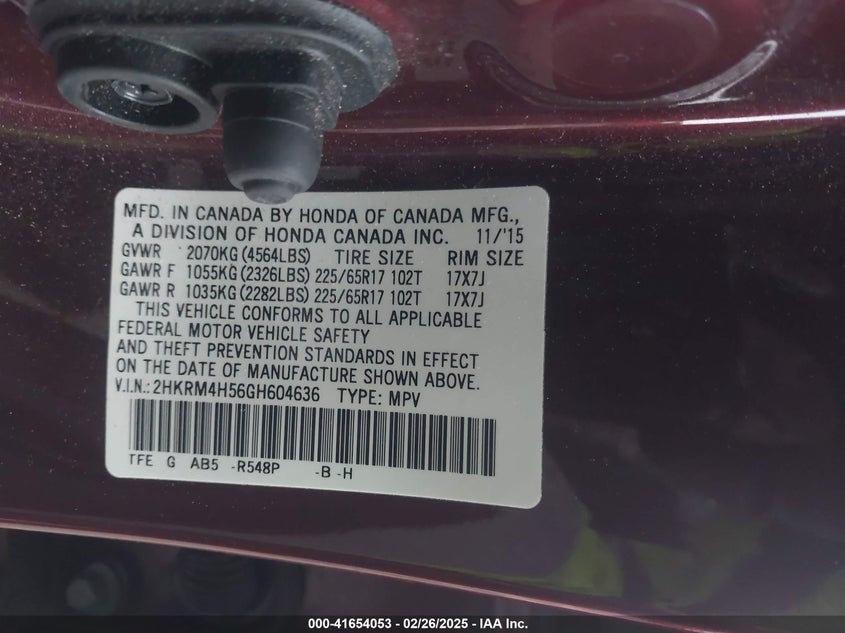 MFD. IN CANADA BY HONDA OF CANADA MFG.,
A DIVISION OF HONDA CANADA INC. 11/'15
GVWR 2070KG (4564LBS) TIRE SIZE RIM SIZE
GAWR F 1055KG (2326LBS) 225/65R17 102T 17X7J
GAWR R 1035KG (2282LBS) 225/65R17 102T 17X7J
THIS VEHICLE CONFORMS TO ALL APPLICABLE
FEDERAL MOTOR VEHICLE SAFETY
AND THEFT PREVENTION STANDARDS IN EFFECT
ON THE DATE OF MANUFACTURE SHOWN ABOVE.
V.I.N.: 2HKRM4H56GH604636 TYPE: MPV
TFE G AB5 -R548P -B -H
000-41654053 - 02/26/2025 - IAA Inc.